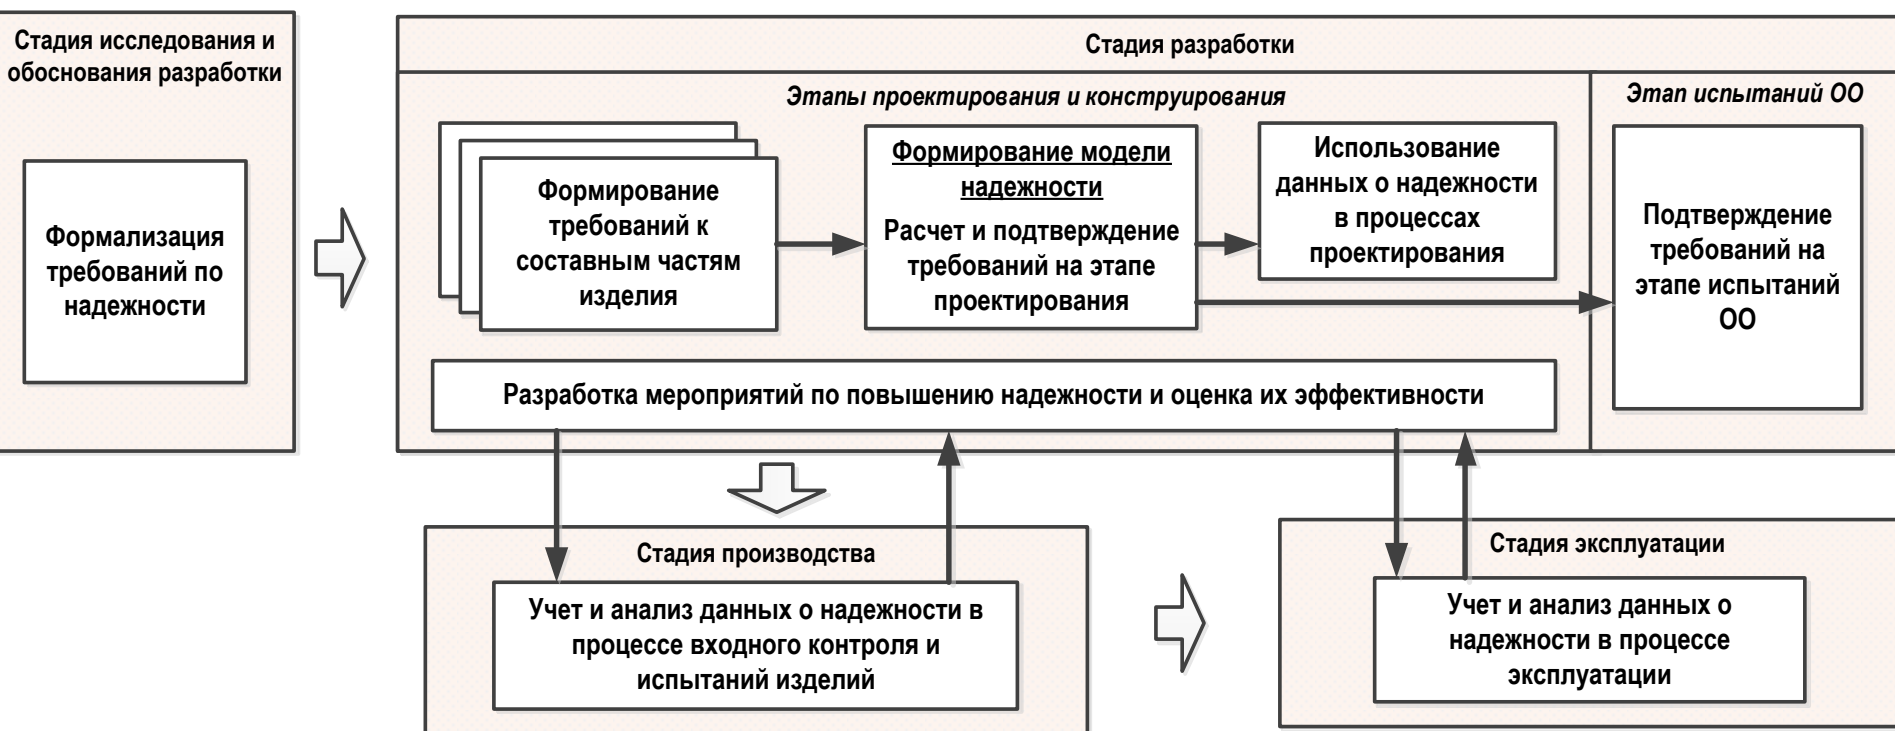 Стадия исследования и
обоснования разработки
Формализация
требований по
надежности
Стадия разработки
Этапы проектирования и конструирования
Формирование
требований к
составным частям
изделия
Формирование модели
надежности
Расчет и подтверждение
требований на этапе
проектирования
Использование
данных о надежности
в процессах
проектирования
Этап испытаний ОО
Подтверждение
требований на
этапе испытаний
ОО
Разработка мероприятий по повышению надежности и оценка их эффективности
Стадия производства
Учет и анализ данных о надежности в
процессе входного контроля и
испытаний изделий
Стадия эксплуатации
Учет и анализ данных о
надежности в процессе
эксплуатации